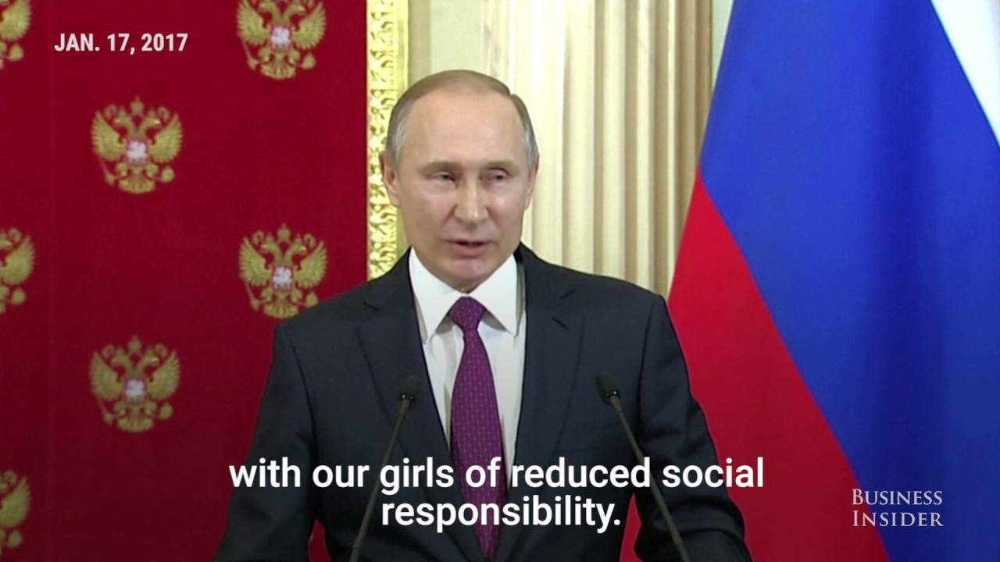 JAN. 17, 2017
with our girls of reduced social
responsibility.
BUSINESS
INSIDER